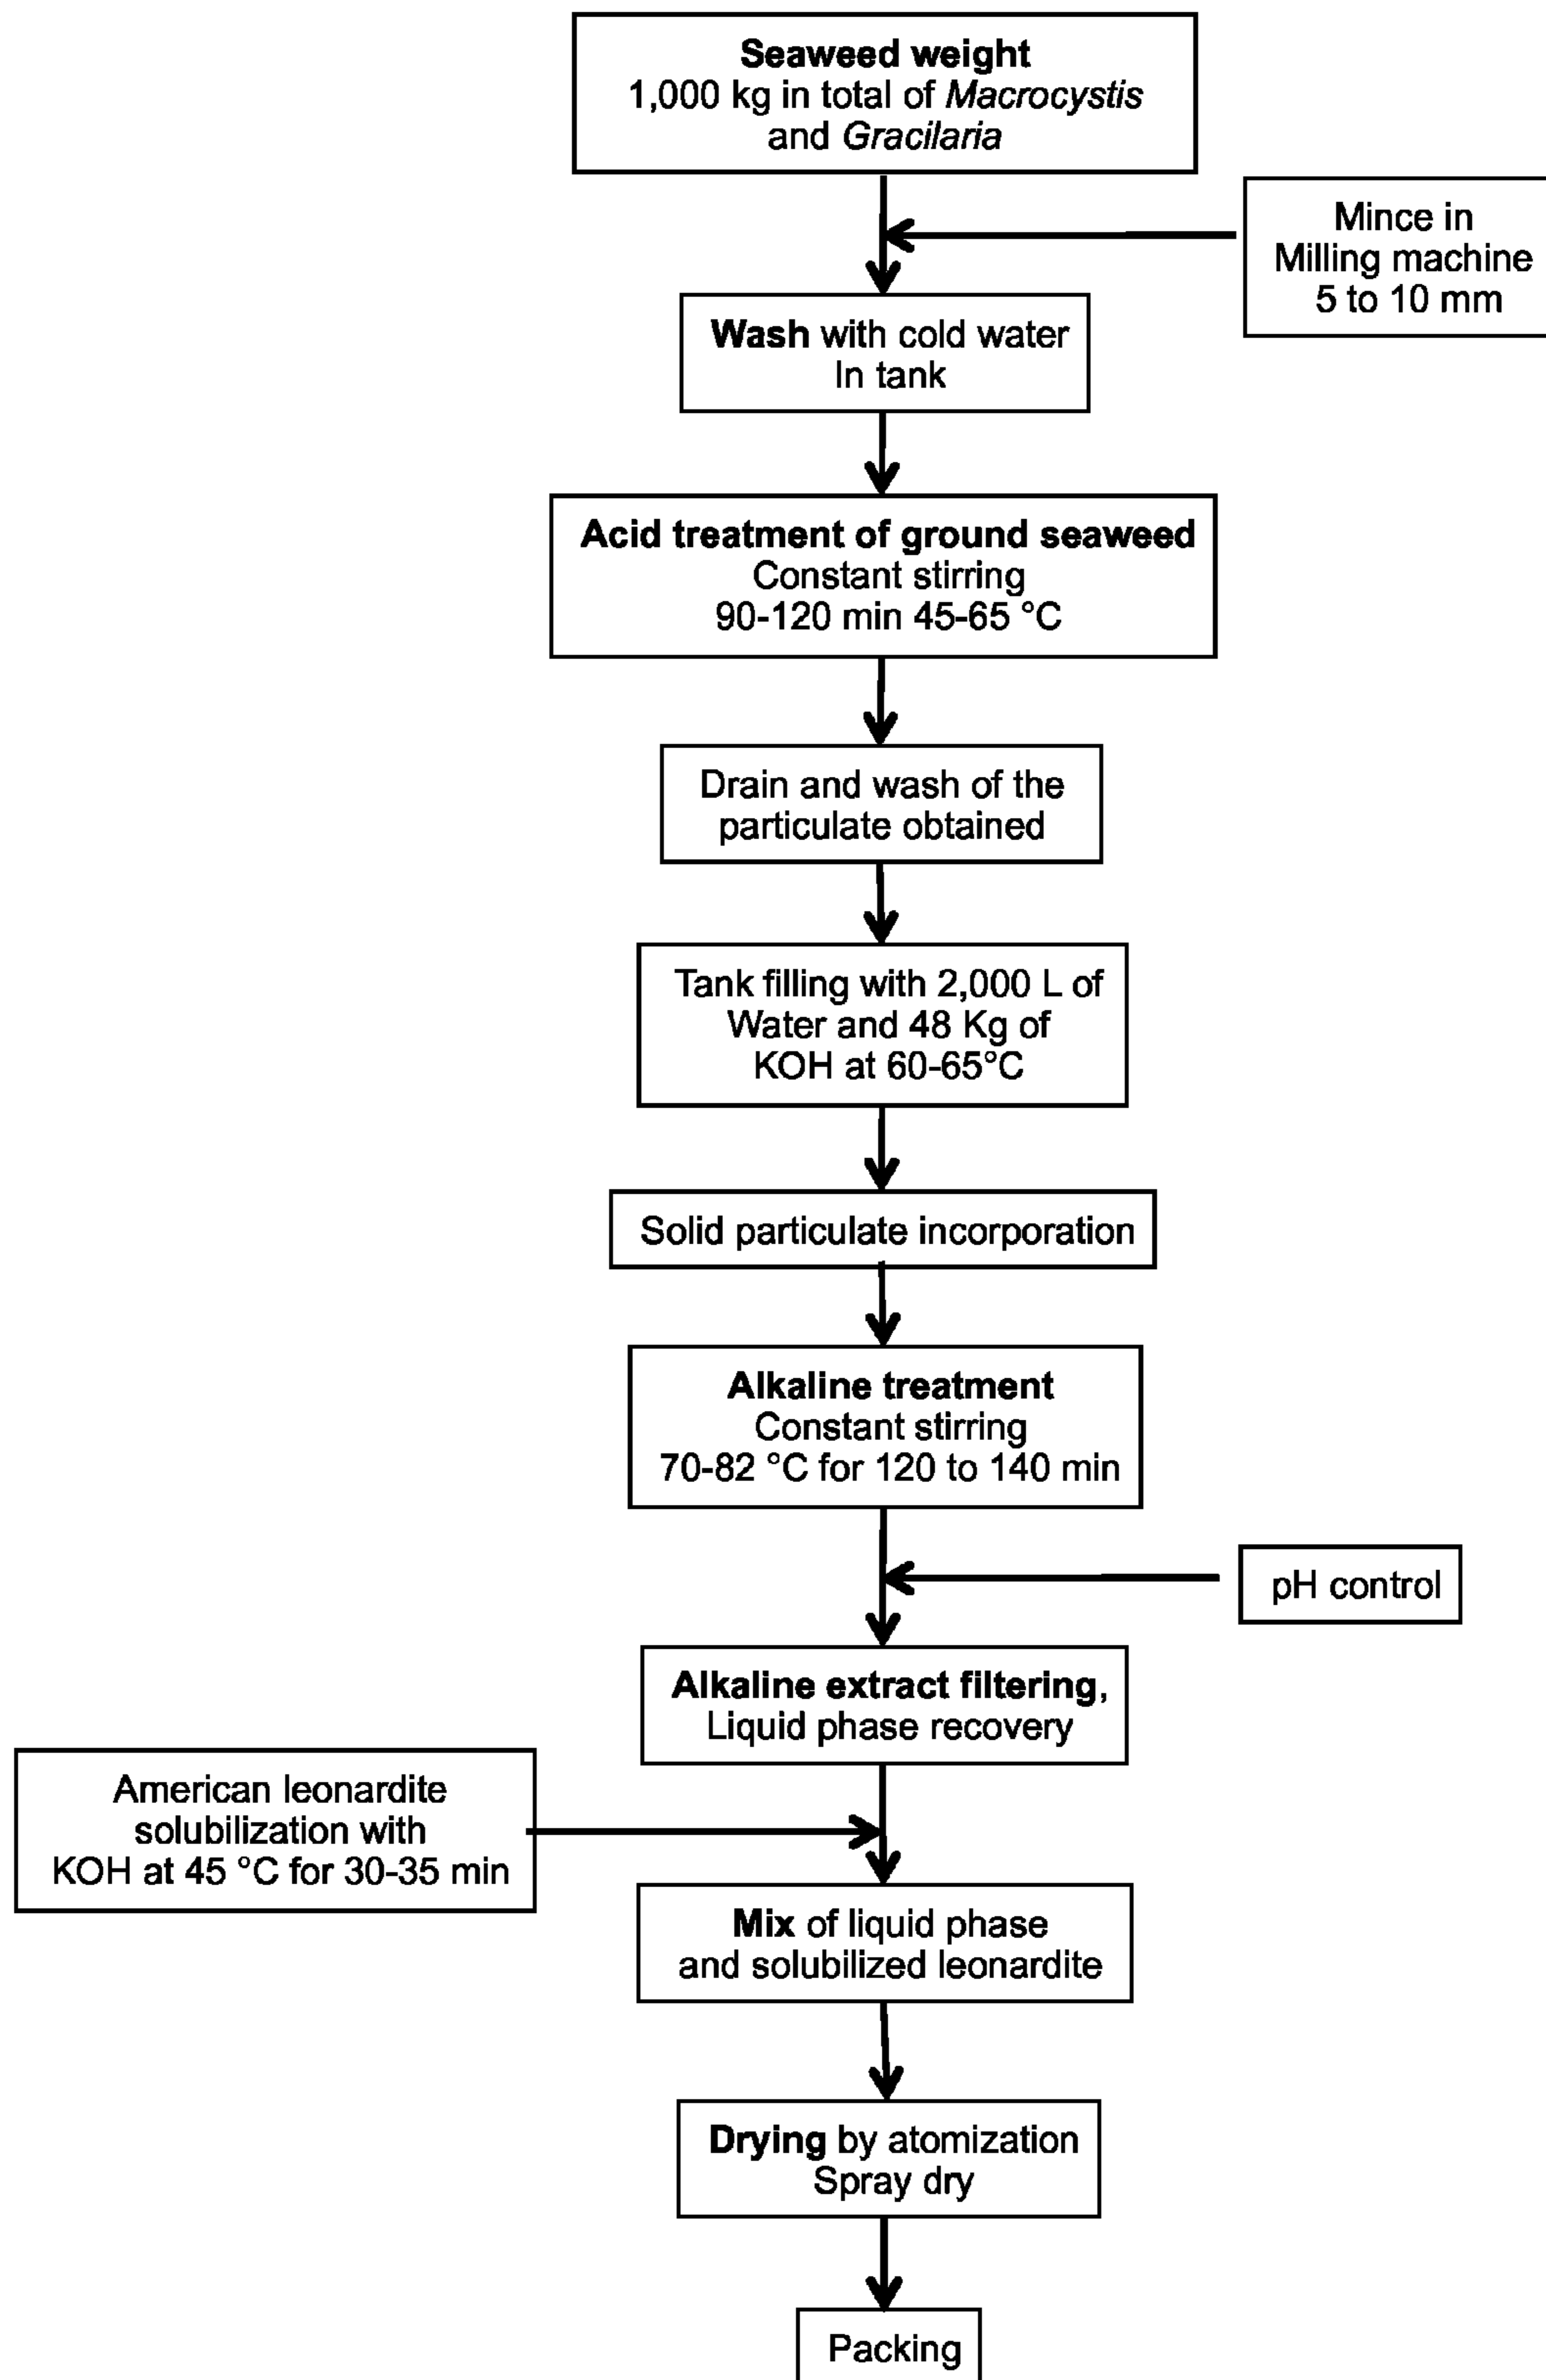 Seaweed weight
1,000 kg in total of Macrocystis
and Gracilaria
Mince in
Milling machine
5 to 10 mm
Wash with cold water
In tank
Acid treatment of ground seaweed
Constant stirring
90-120 min 45-65 °C
Drain and wash of the
particulate obtained
Tank filling with 2,000 L of
Water and 48 Kg of
KOH at 60-65°C
Solid particulate incorporation
Alkaline treatment
Constant stirring
70-82 °C for 120 to 140 min
pH control
Alkaline extract filtering,
Liquid phase recovery
American leonardite
solubilization with
KOH at 45 °C for 30-35 min
Mix of liquid phase
and solubilized leonardite
Drying by atomization
Spray dry
Packing